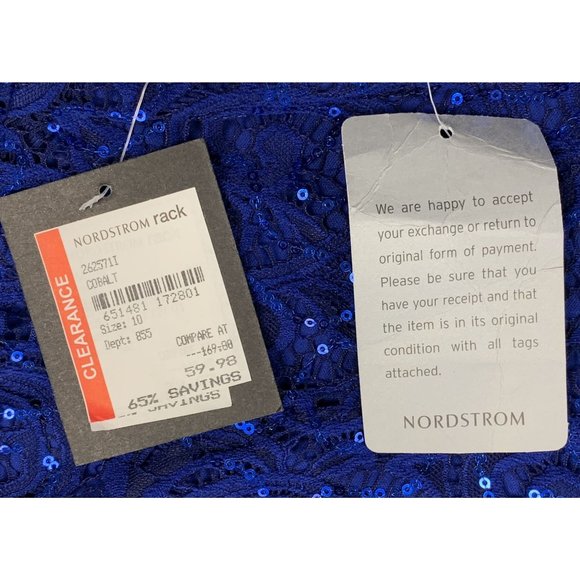 CLEARANCE
NORDSTROM rack
262571I
COBALT
651481 172801
Size: 10
Dept: 855
COMPARE AT
59.98
65% SAVINGS
% SAVINGS
We are happy to accept
your exchange or return to
original form of payment.
Please be sure that you
have your receipt and that
the item is in its original
condition with all tags
attached.
NORDSTROM